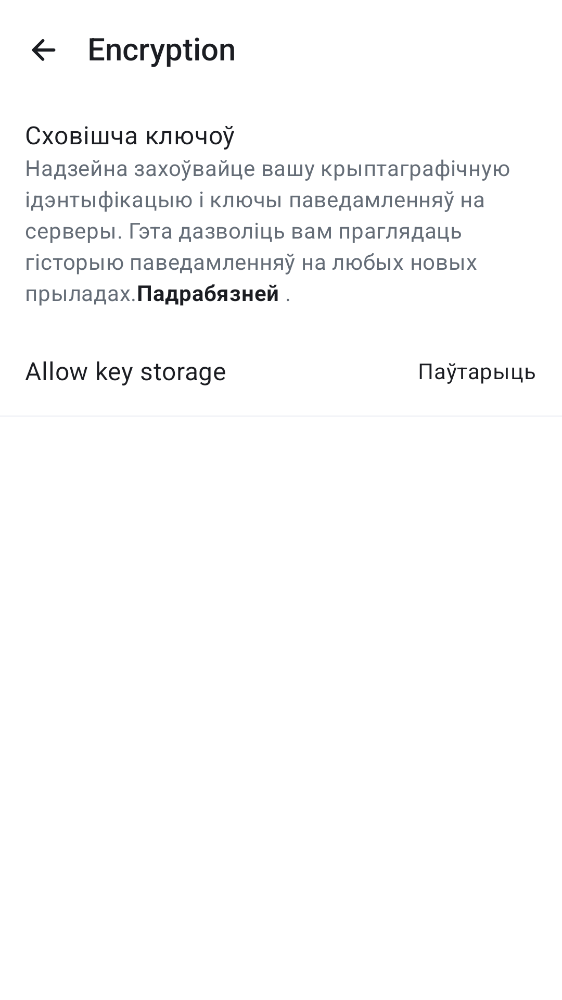 Encryption
Сховішча ключоў
Надзейна захоўвайце вашу крыптаграфічную
ідэнтыфікацыю і ключы паведамленняў на
серверы. Гэта дазволіць вам праглядаць
гісторыю паведамленняў на любых новых
прыладах.Падрабязней .
Allow key storage Паўтарыць